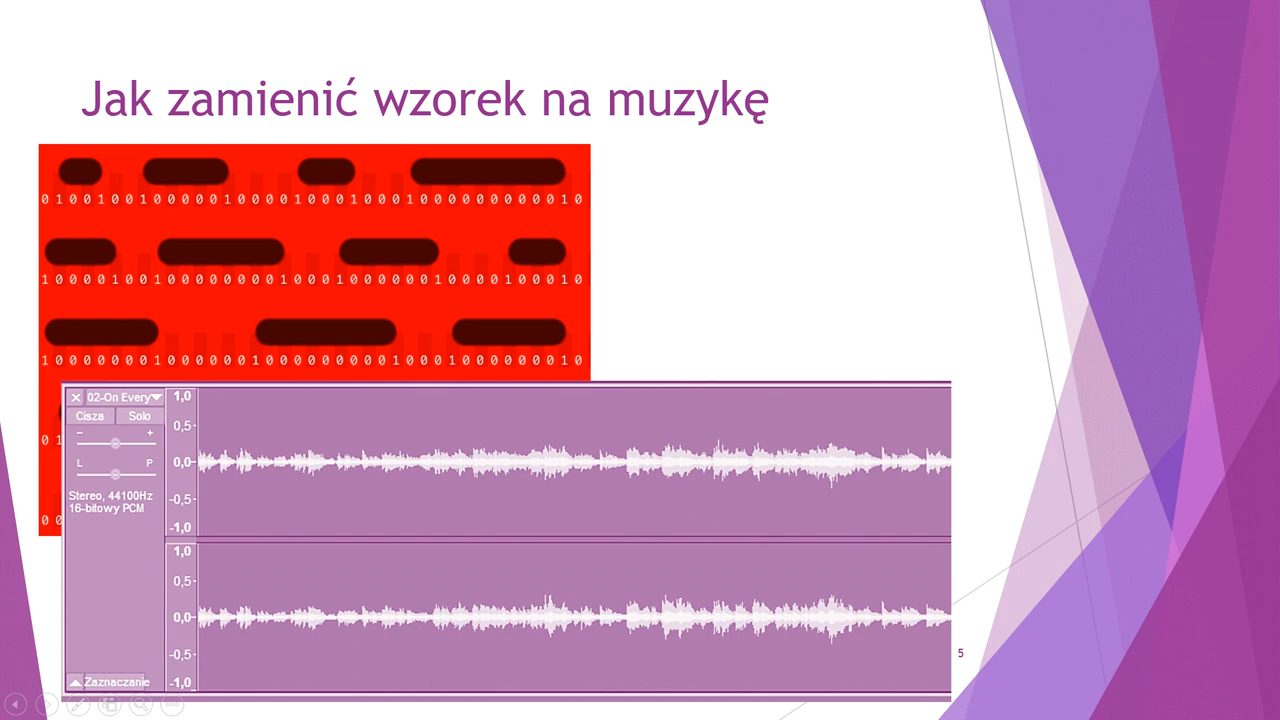 Jak zamienić wzorek na muzykę
0 1 0 0 1 0 0 1 0 0 0 0 0 1 0 0 0 0 1 0 0 0 1 0 0 0 1 0 0 0 0 0 0 0 0 0 0 1 0
1 0 0 0 0 1 0 0 1 0 0 0 0 0 0 0 0 1 0 0 0 1 0 0 0 0 0 0 1 0 0 0 0 1 0 0 0 1 0
1 0 0 0 0 0 0 0 1 0 0 0 0 0 0 1 0 0 0 0 0 0 0 0 0 1 0 0 0 1 0 0 0 0 0 0 0 1 0
0 1
0 0
02-On Every
Cisza Solo
- +
L P
Stereo, 44100Hz
16-bitowy PCM
Zaznaczanie
1,0
0,5-
0,0-
-0,5-
-1,0
1,0
0,5-
0,0-
-0,5-
-1,0
5